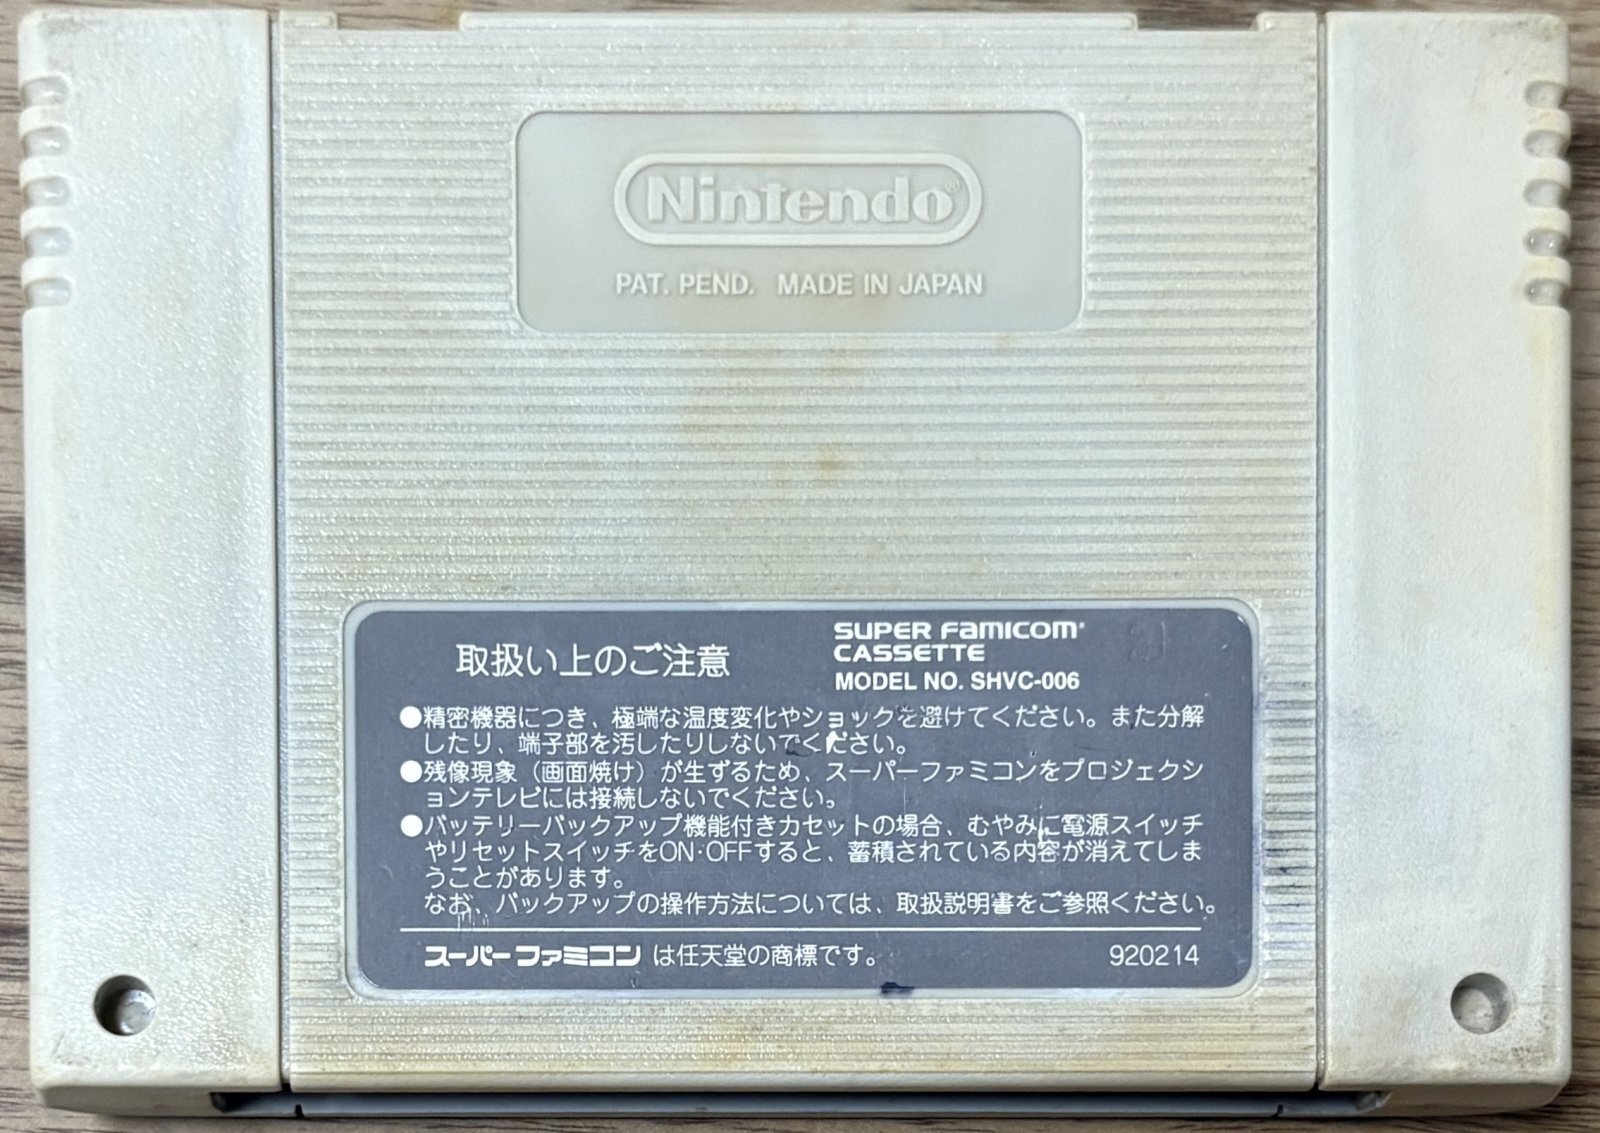 Nintendo®
PAT. PEND. MADE IN JAPAN
取扱い上のご注意
SUPER FAMICOM
CASSETTE
MODEL NO. SHVC-006
●精密機器につき、極端な温度変化やショックを避けてください。また分解
したり、端子部を汚したりしないでください。
●残像現象（画面焼け）が生ずるため、スーパーファミコンをプロジェクシ
ョンテレビには接続しないでください。
●バッテリーバックアップ機能付きカセットの場合、むやみに電源スイッチ
やリセットスイッチをON·OFFすると、蓄積されている内容が消えてしま
うことがあります。
なお、バックアップの操作方法については、取扱説明書をご参照ください。
スーパーファミコン は任天堂の商標です。
920214